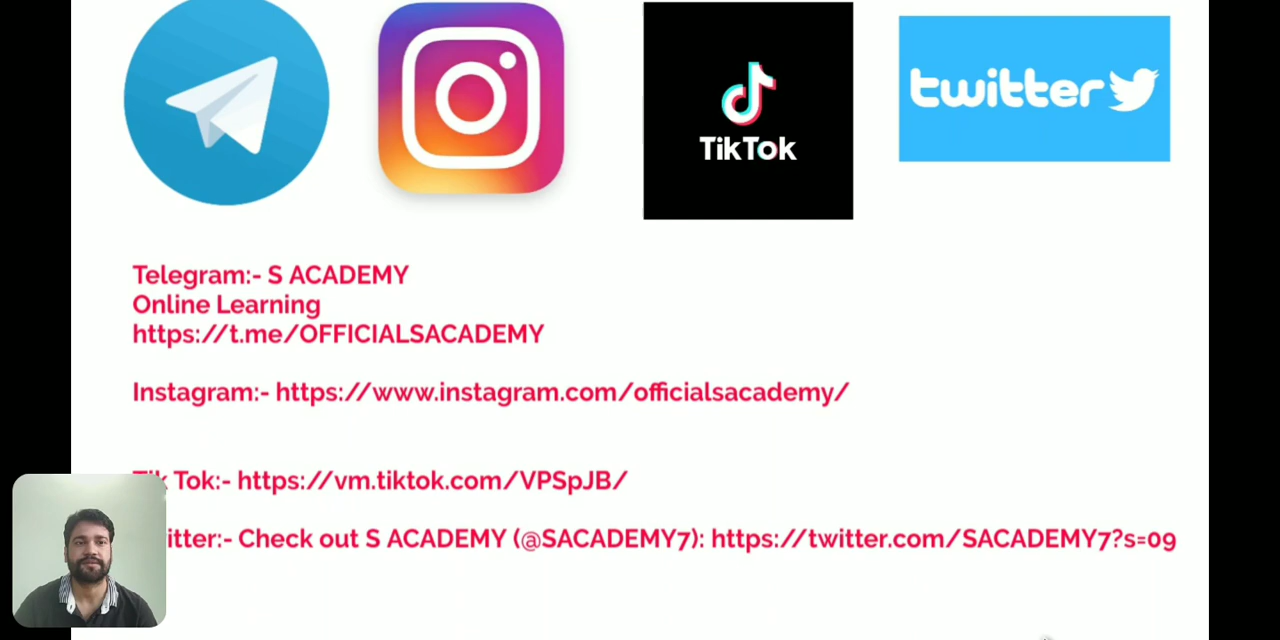 TikTok
twitter
Telegram:- S ACADEMY
Online Learning
https://t.me/OFFICIALSACADEMY
Instagram:- https://www.instagram.com/officialsacademy/
Tok:- https://vm.tiktok.com/VPSpJB/
Check out S ACADEMY (@SACADEMY7): https://twitter.com/SACADEMY7?s=09